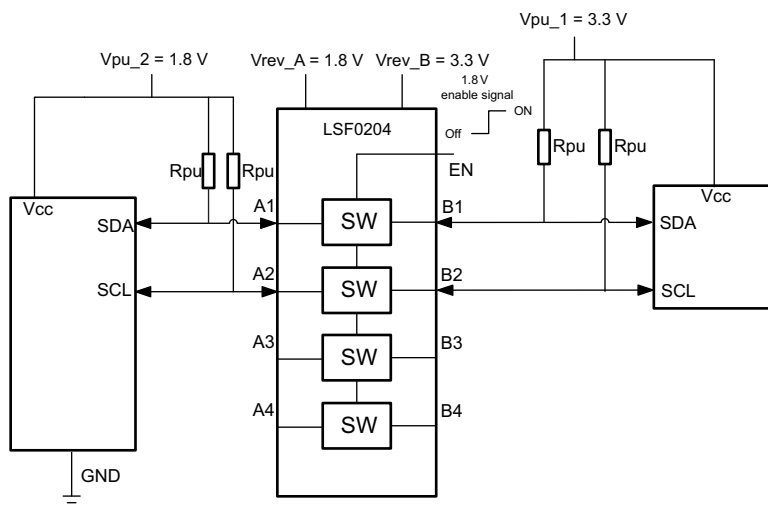 Vpu_1 = 3.3 V
Vpu_2 = 1.8 V
Vrev_A = 1.8 V
Vrev_B = 3.3 V
1.8 V
enable signal
ON
Off
LSF0204
EN
Rpu
Rpu
Rpu
Rpu
Vcc
SDA
SCL
GND
A1
SW
B1
A2
SW
B2
A3
SW
B3
A4
SW
B4
Vcc
SDA
SCL